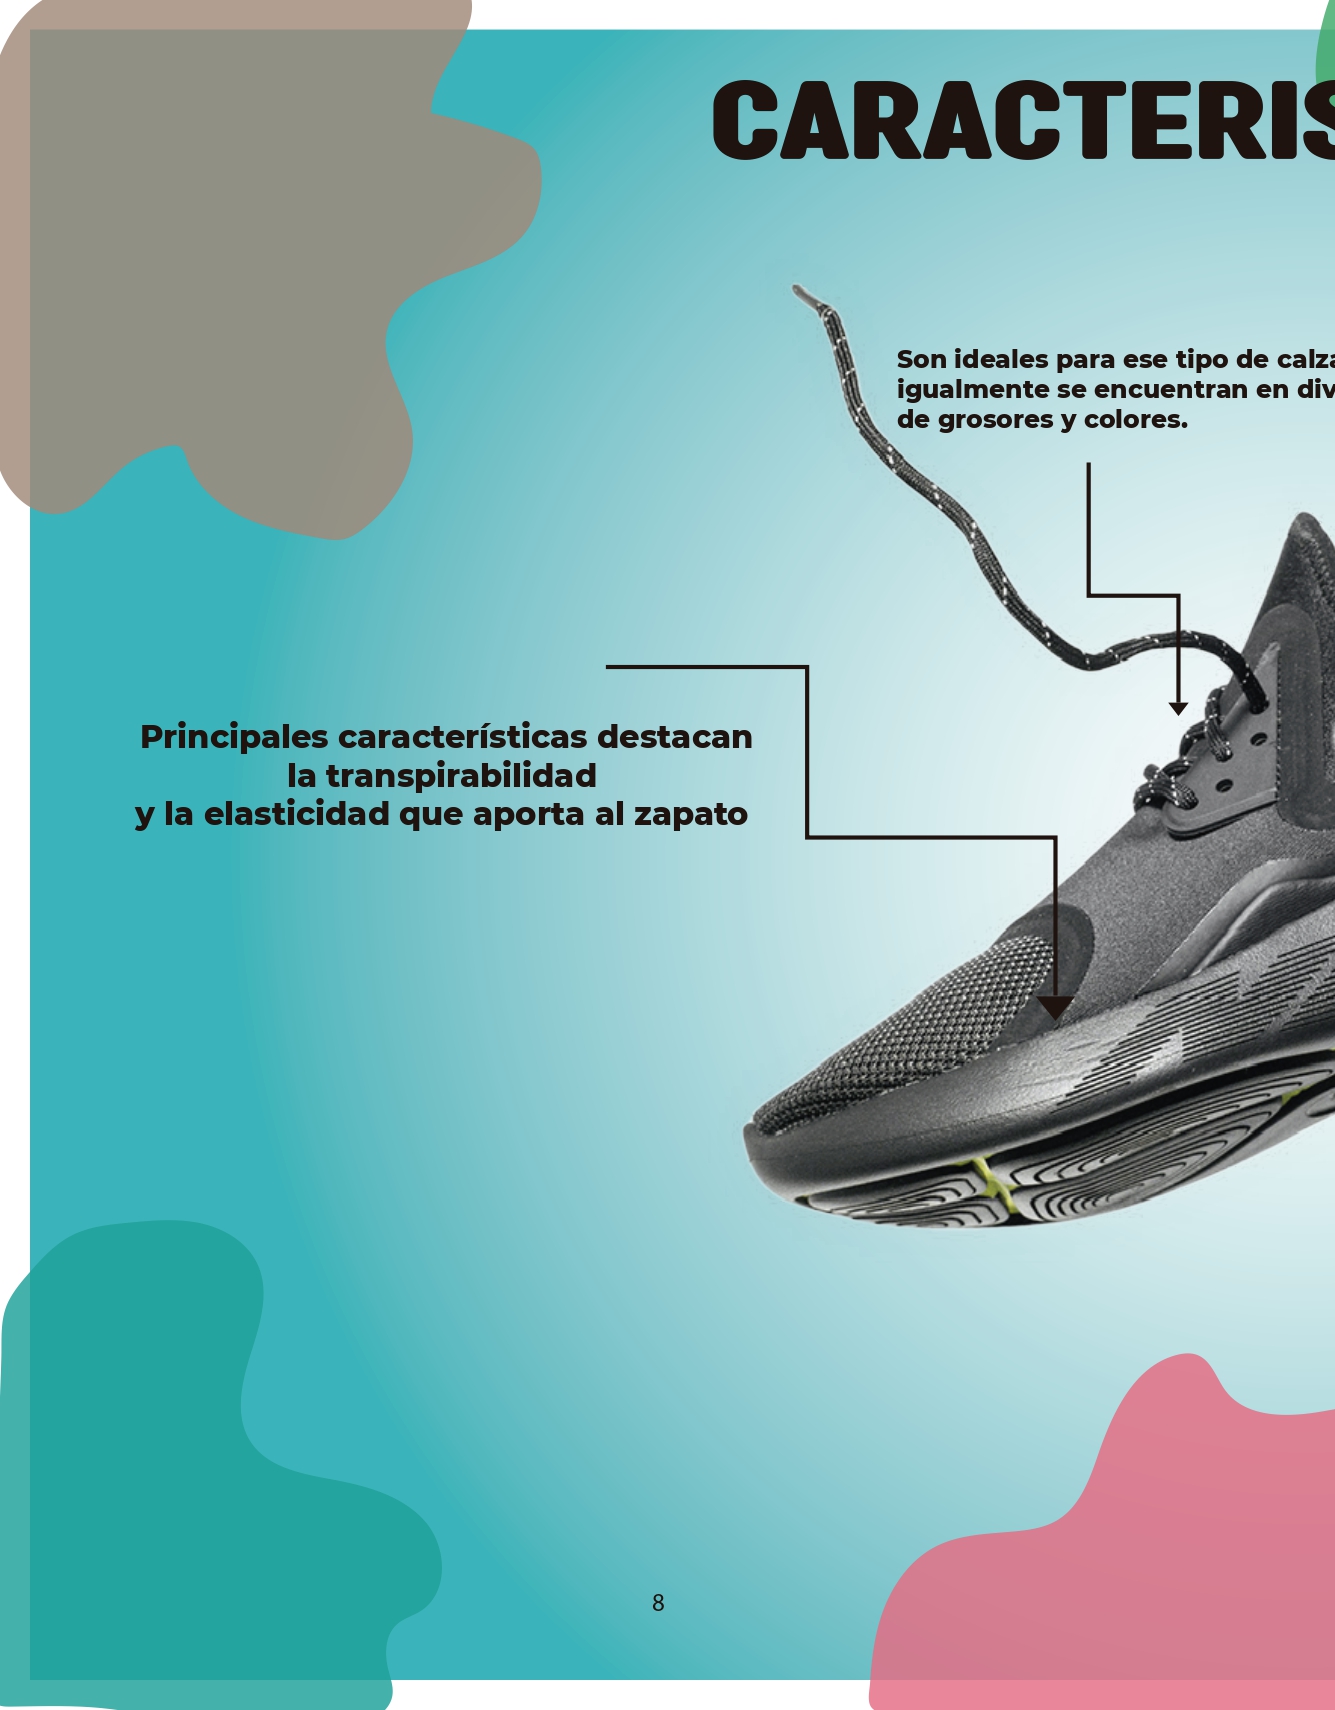 CARACTERIS
Son ideales para ese tipo de calza
igualmente se encuentran en div
de grosores y colores.
Principales características destacan
la transpirabilidad
y la elasticidad que aporta al zapato
8